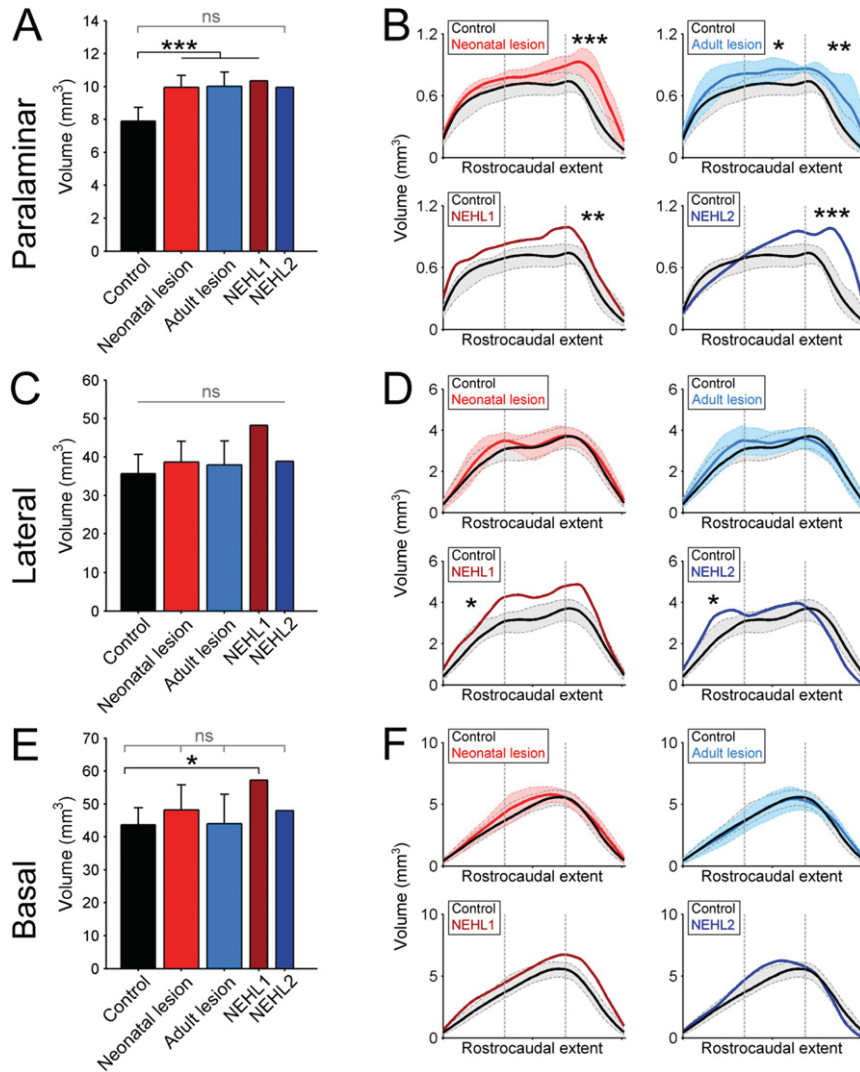 A
Paralaminar
Volume (mm³)
14
12
10
8
6
4
2
0
ns
***
Control
Neonatal lesion
Adult lesion
NEHL1
NEHL2
B
Volume (mm³)
Control
Neonatal lesion
***
1.2
0.6
0
Rostrocaudal extent
Control
Adult lesion
*
**
1.2
0.6
0
Rostrocaudal extent
Control
NEHL1
**
1.2
0.6
0
Rostrocaudal extent
Control
NEHL2
***
1.2
0.6
0
Rostrocaudal extent
C
Lateral
Volume (mm³)
60
50
40
30
20
10
0
ns
Control
Neonatal lesion
Adult lesion
NEHL1
NEHL2
D
Volume (mm³)
Control
Neonatal lesion
6
4
2
0
Rostrocaudal extent
Control
Adult lesion
6
4
2
0
Rostrocaudal extent
Control
NEHL1
*
6
4
2
0
Rostrocaudal extent
Control
NEHL2
*
6
4
2
0
Rostrocaudal extent
E
Basal
Volume (mm³)
70
60
50
40
30
20
10
0
ns
*
Control
Neonatal lesion
Adult lesion
NEHL1
NEHL2
F
Volume (mm³)
Control
Neonatal lesion
10
5
0
Rostrocaudal extent
Control
Adult lesion
10
5
0
Rostrocaudal extent
Control
NEHL1
10
5
0
Rostrocaudal extent
Control
NEHL2
10
5
0
Rostrocaudal extent